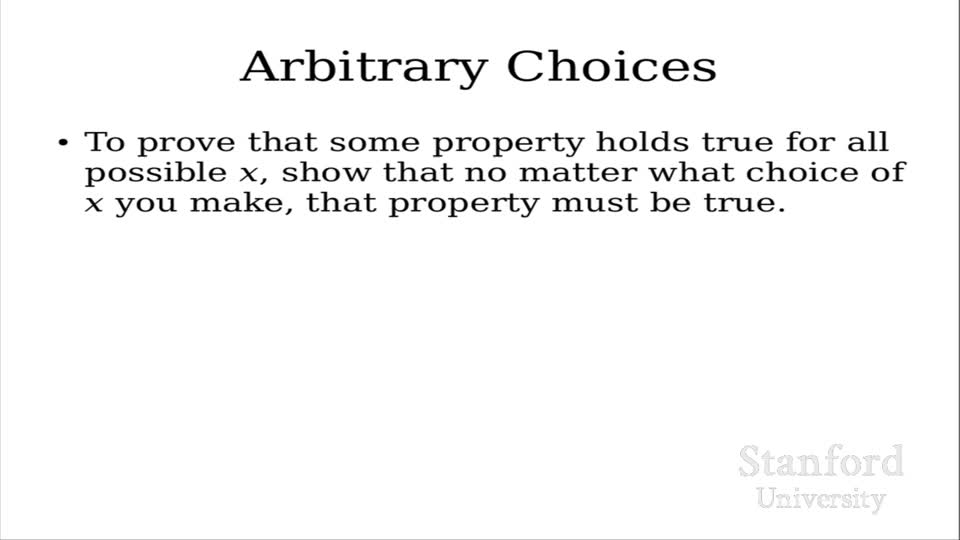 Arbitrary Choices
• To prove that some property holds true for all
possible x, show that no matter what choice of
x you make, that property must be true.
Stanford
University